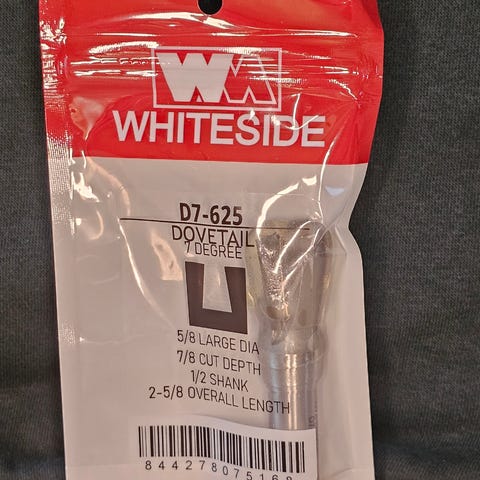 WHITESIDE
D7-625
DOVETAIL
7 DEGREE
5/8 LARGE DIA
7/8 CUT DEPTH
1/2 SHANK
2-5/8 OVERALL LENGTH
844278075168